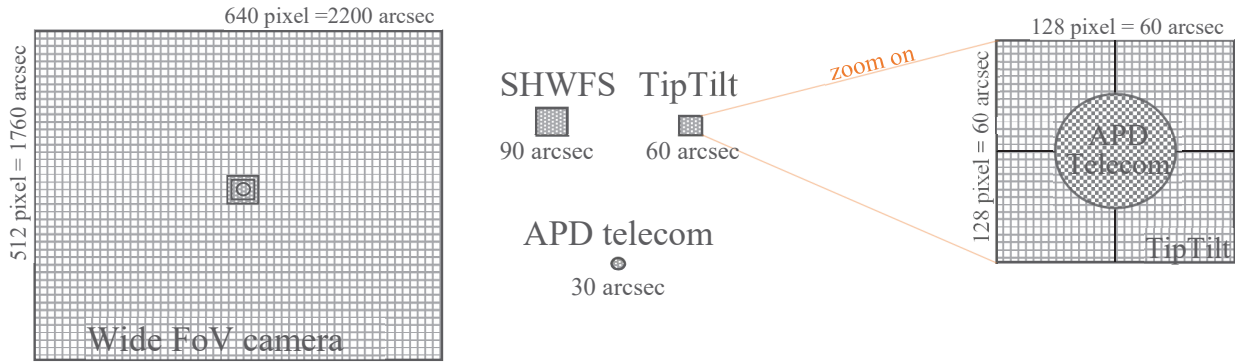 640 pixel =2200 arcsec
512 pixel = 1760 arcsec
Wide FoV camera
SHWFS
90 arcsec
TipTilt
60 arcsec
APD telecom
30 arcsec
zoom on
128 pixel = 60 arcsec
128 pixel = 60 arcsec
APD
Telecom
TipTilt